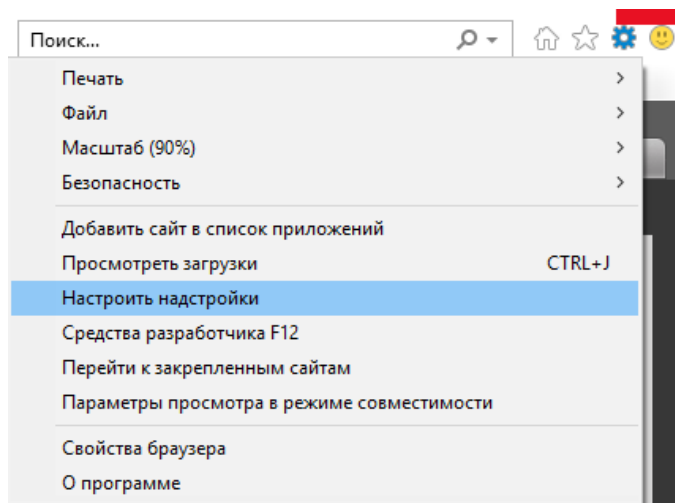 Поиск...
Печать
Файл
Масштаб (90%)
Безопасность
Добавить сайт в список приложений
Просмотреть загрузки CTRL+J
Настроить надстройки
Средства разработчика F12
Перейти к закрепленным сайтам
Параметры просмотра в режиме совместимости
Свойства браузера
О программе